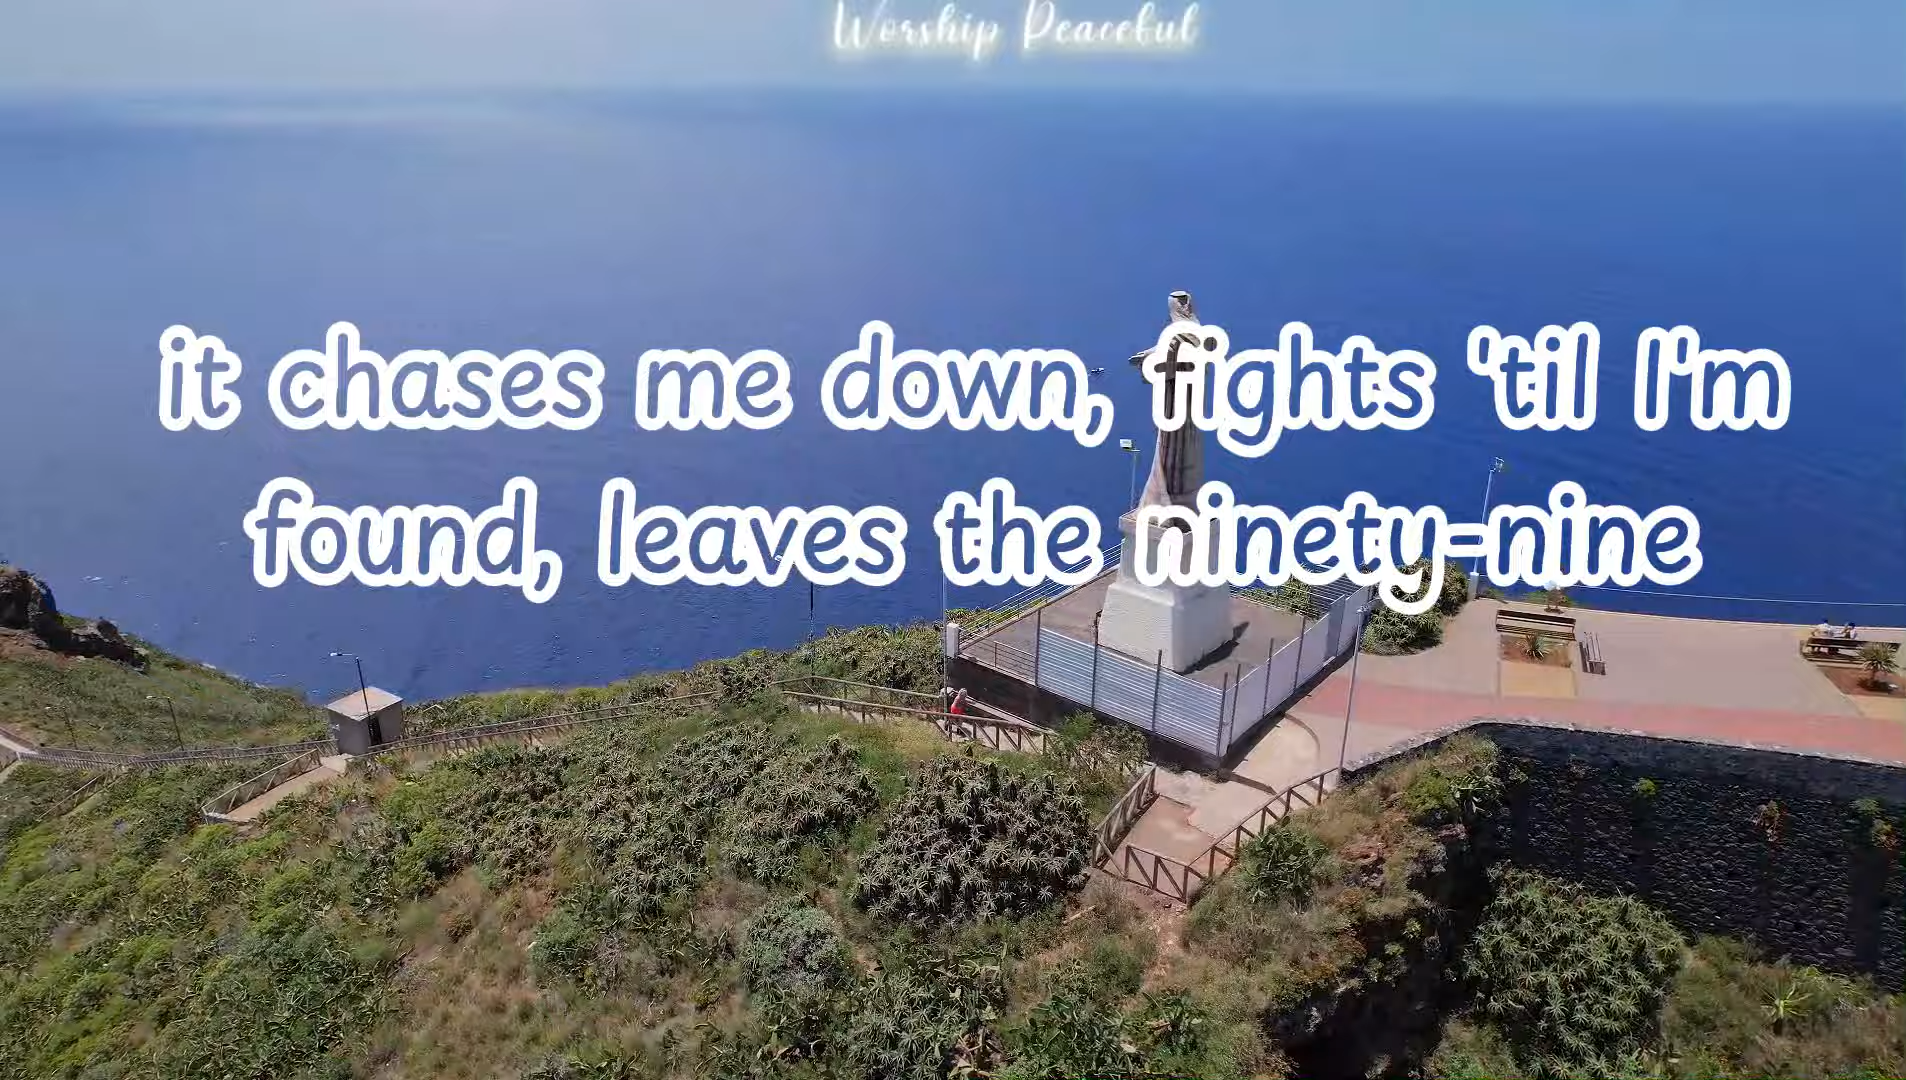 Worship Peaceful
it chases me down, fights 'til I'm
found, leaves the ninety-nine